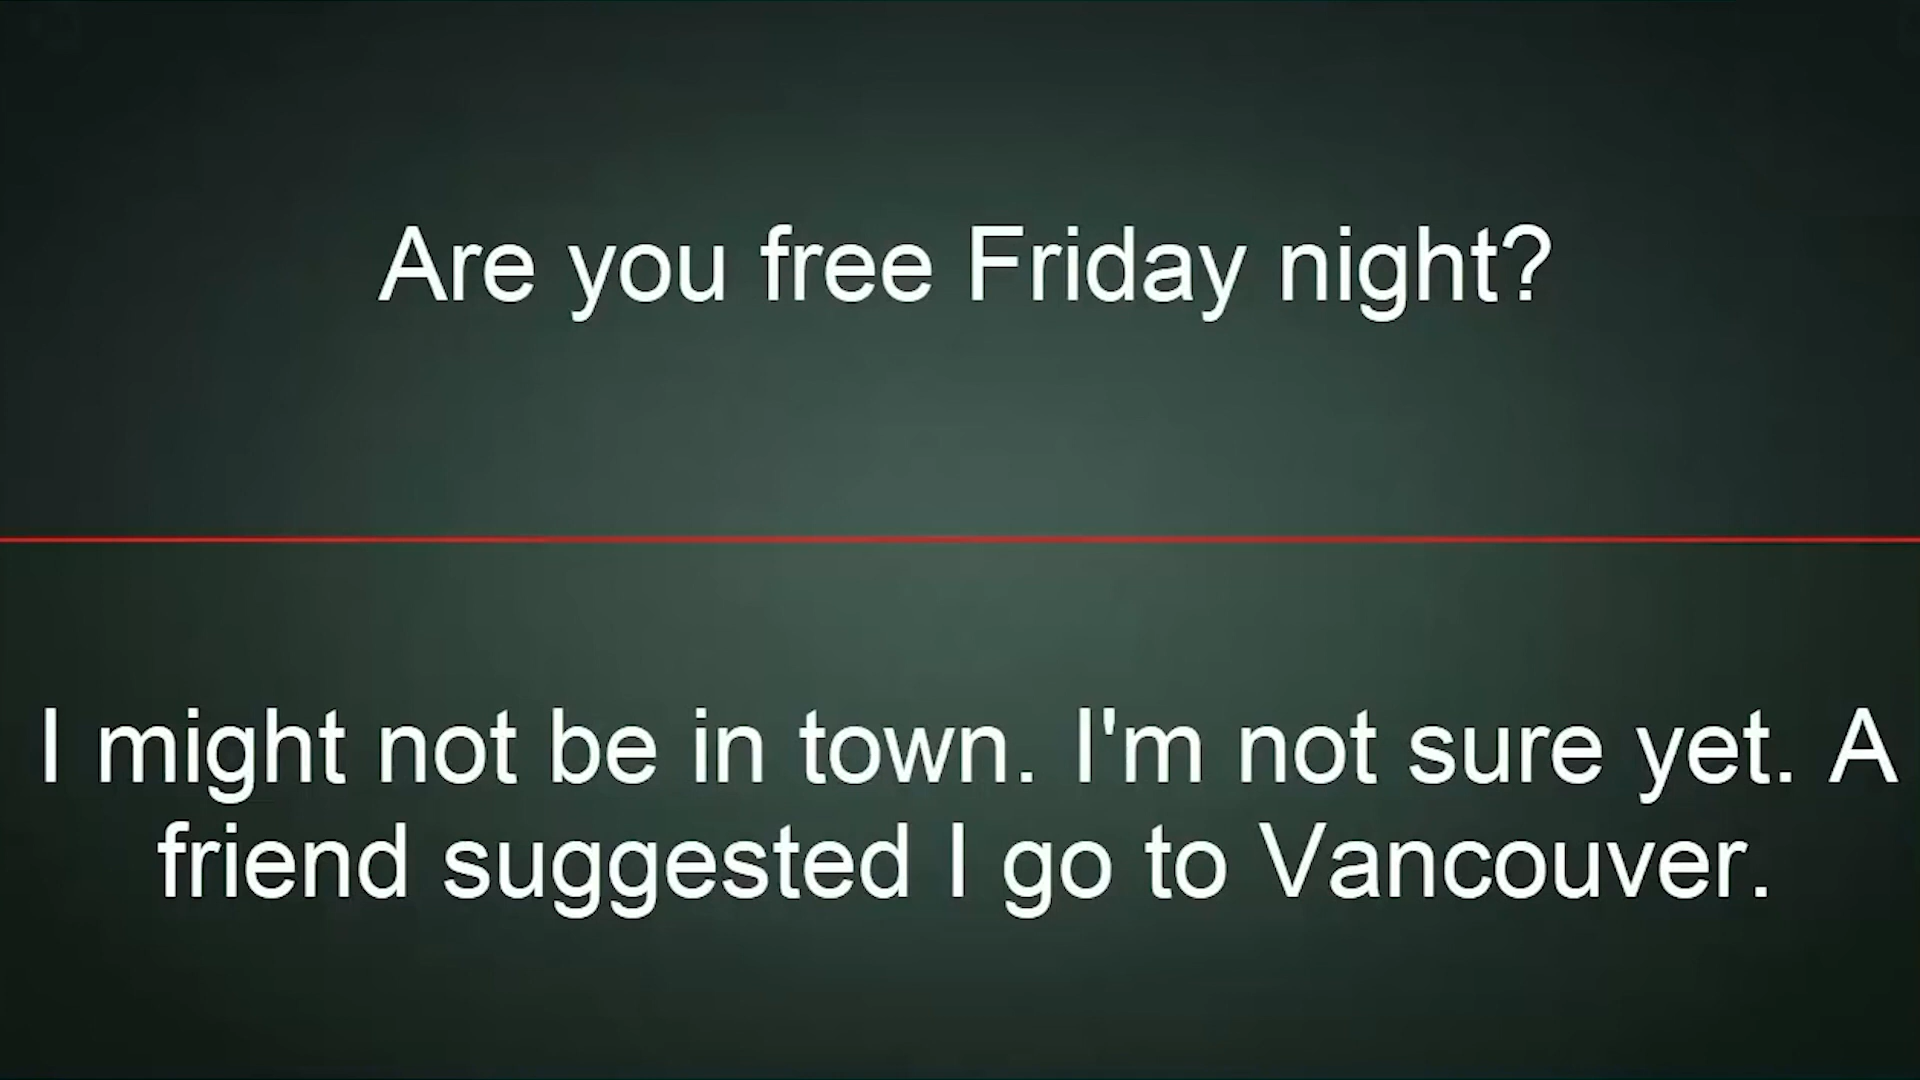 Are you free Friday night?
I might not be in town. I'm not sure yet. A
friend suggested I go to Vancouver.